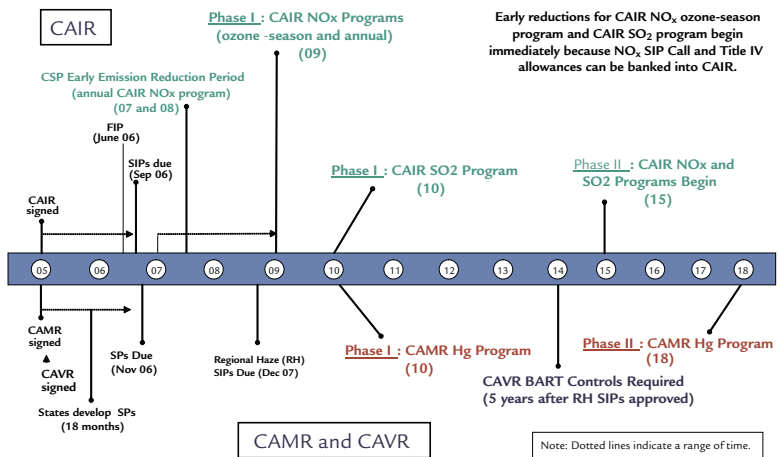 CAIR
Phase I : CAIR NOx Programs
(ozone -season and annual)
(09)
Early reductions for CAIR NOx ozone-season
program and CAIR SO2 program begin
immediately because NOx SIP Call and Title IV
allowances can be banked into CAIR.
CSP Early Emission Reduction Period
(annual CAIR NOx program)
(07 and 08)
FIP
(June 06)
SIPs due
(Sep 06)
Phase I : CAIR SO2 Program
(10)
Phase II : CAIR NOx and
SO2 Programs Begin
(15)
CAIR
signed
05 06 07 08 09 10 11 12 13 14 15 16 17 18
CAMR
signed
CAVR
signed
SPs Due
(Nov 06)
States develop SPs
(18 months)
Regional Haze (RH)
SIPs Due (Dec 07)
Phase I : CAMR Hg Program
(10)
CAVR BART Controls Required
(5 years after RH SIPs approved)
Phase II : CAMR Hg Program
(18)
CAMR and CAVR
Note: Dotted lines indicate a range of time.